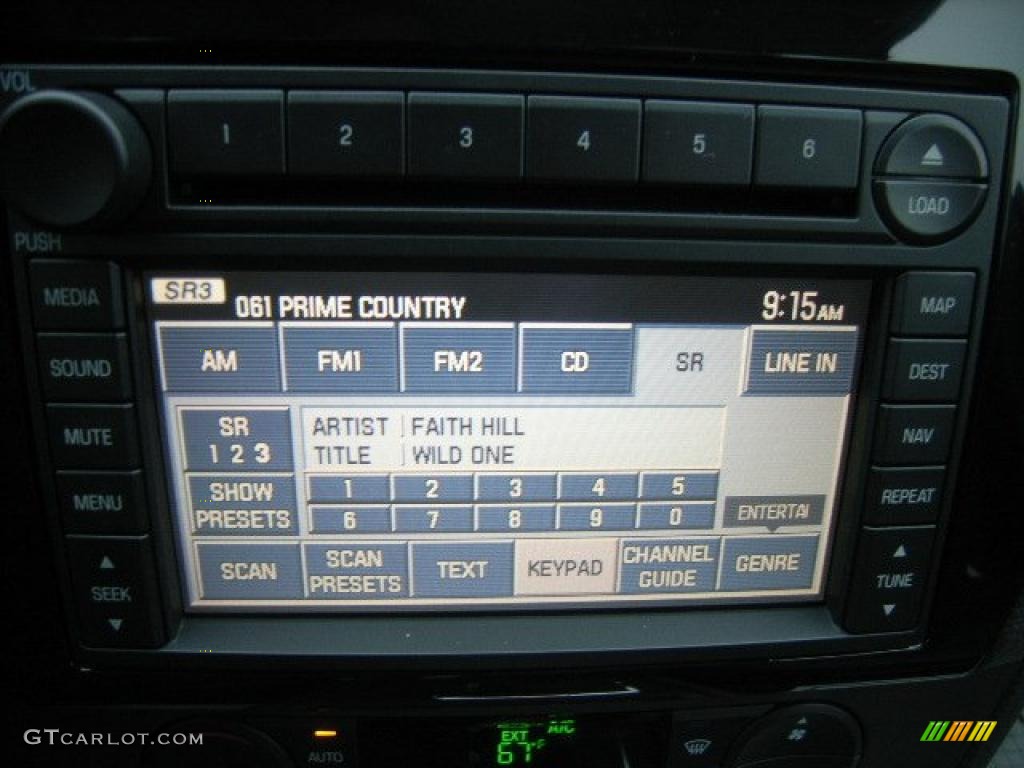 VOL
1 2 3 4 5 6
LOAD
PUSH
MEDIA
SOUND
MUTE
MENU
SEEK
SR3
061 PRIME COUNTRY
9:15AM
AM FM1 FM2 CD SR LINE IN
SR
1 2 3
ARTIST FAITH HILL
TITLE WILD ONE
SHOW
PRESETS
1 2 3 4 5
6 7 8 9 0
ENTERTAI
SCAN
SCAN
PRESETS
TEXT
KEYPAD
CHANNEL
GUIDE
GENRE
MAP
DEST
NAV
REPEAT
TUNE
GTCARLOT.COM
AUTO
EXT A/C
67°F